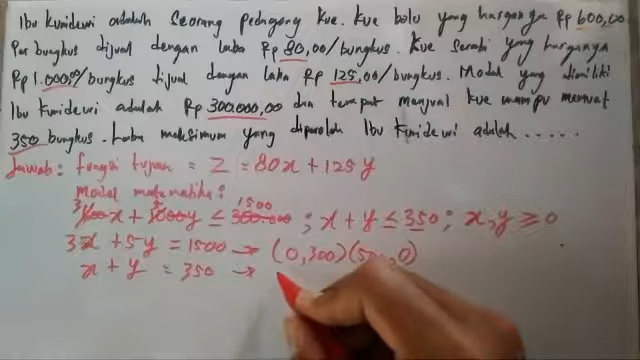 Ibu Kumidewi adalah seorang pedagang kue. Kue bolu yang harganya Rp 600,00
Per bungkus dijual dengan laba Rp 80,00/bungkus. Kue serabi yang harganya
Rp 1.000,00/bungkus dijual dengan laba Rp 125,00/bungkus. Modal yang dimiliki
Ibu Kumidewi adalah Rp 300.000,00 dan tempat menjual kue mampu memuat
350 bungkus. Laba maksimum yang diperoleh Ibu Kumidewi adalah .....
Jawab: fungsi tujuan = Z = 80x + 125y
Model matematika:
3 5 1500
600x + 1000y ≤ 300.000 ; x + y ≤ 350 ; x, y ≥ 0
3x + 5y = 1500 → (0,300)(500,0)
x + y = 350 →